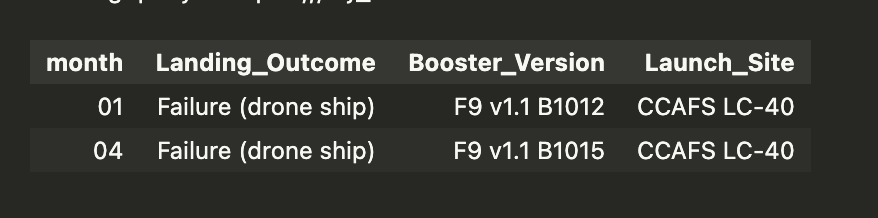 month Landing_Outcome Booster_Version Launch_Site
01 Failure (drone ship) F9 v1.1 B1012 CCAFS LC-40
04 Failure (drone ship) F9 v1.1 B1015 CCAFS LC-40